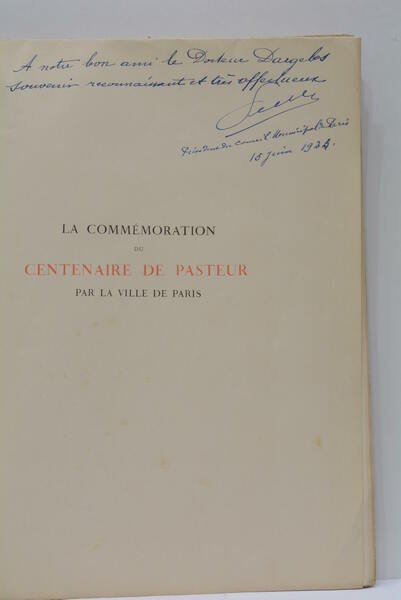 A notre bon ami le Docteur Dargelos
souvenir reconnaissant et très affectueux
Président du Conseil Municipal de Paris
15 juin 1924.
LA COMMÉMORATION
DU
CENTENAIRE DE PASTEUR
PAR LA VILLE DE PARIS